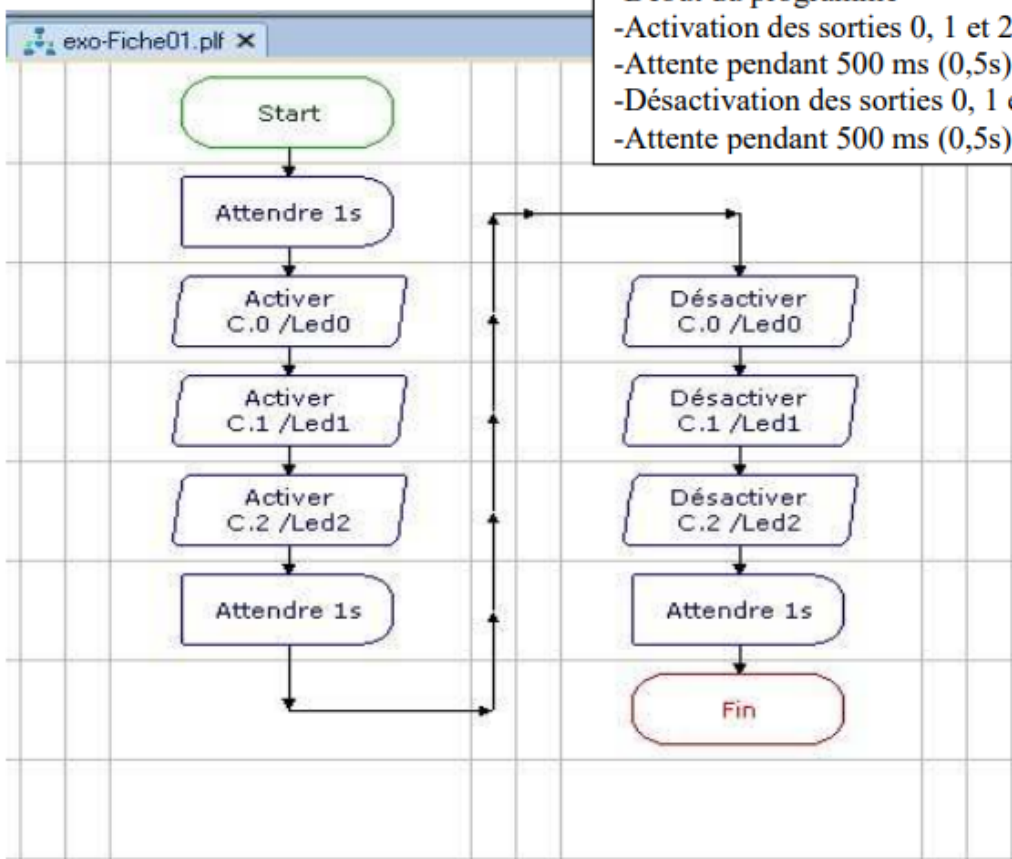 -Activation des sorties 0, 1 et 2
-Attente pendant 500 ms (0,5s)
-Désactivation des sorties 0, 1
-Attente pendant 500 ms (0,5s)
exo-Fiche01.plf
Start
Attendre 1s
Activer
C.0 /Led0
Activer
C.1 /Led1
Activer
C.2 /Led2
Attendre 1s
Désactiver
C.0 /Led0
Désactiver
C.1 /Led1
Désactiver
C.2 /Led2
Attendre 1s
Fin